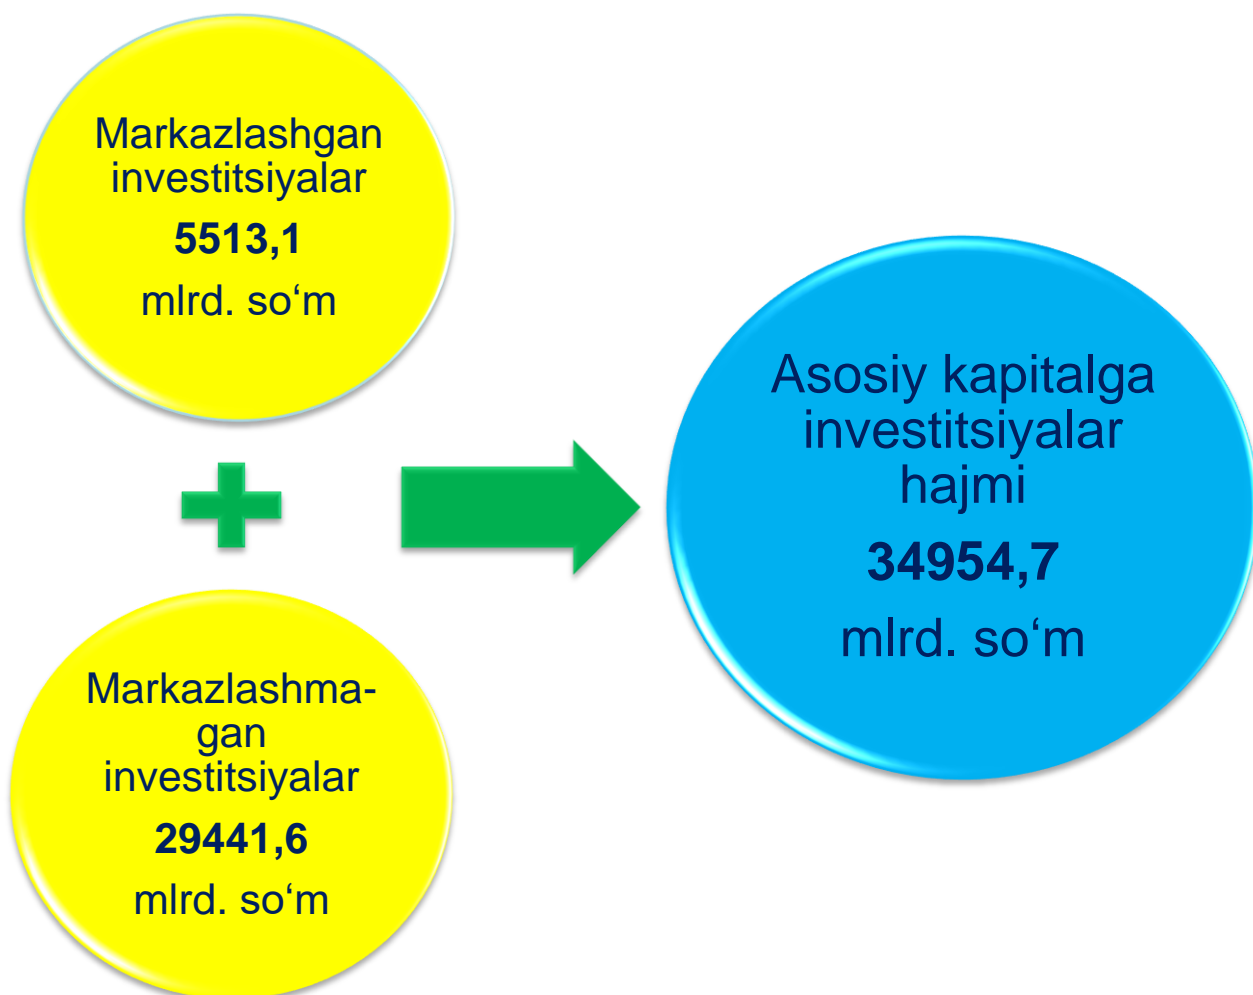 Markazlashgan
investitsiyalar
5513,1
mlrd. so‘m
Markazlashma-
gan
investitsiyalar
29441,6
mlrd. so‘m
Asosiy kapitalga
investitsiyalar
hajmi
34954,7
mlrd. so‘m